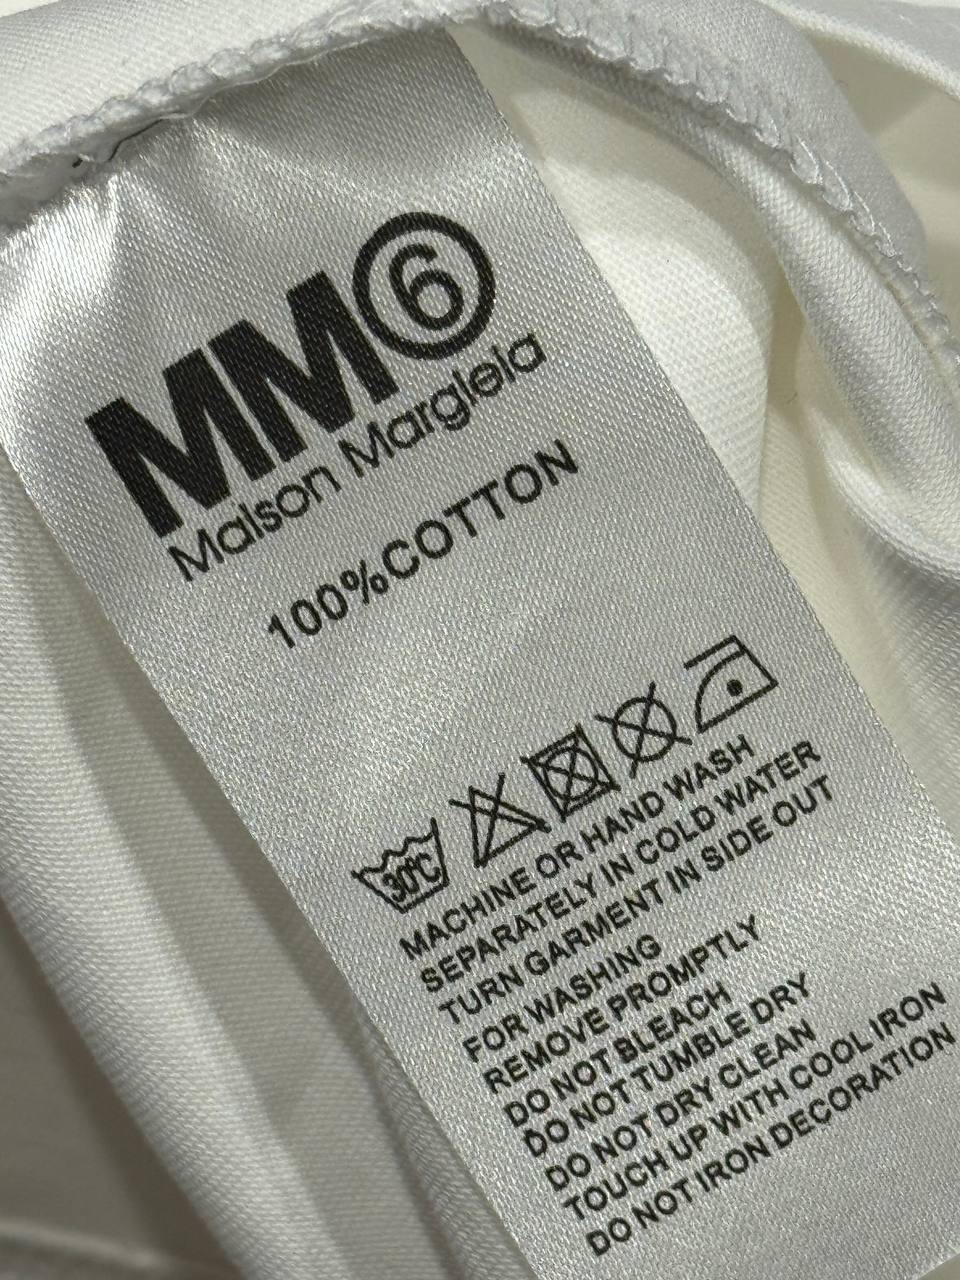 MM⑥
Maison Margiela
100%COTTON
30℃
MACHINE OR HAND WASH
SEPARATELY IN COLD WATER
TURN GARMENT IN SIDE OUT
FOR WASHING
REMOVE PROMPTLY
DO NOT BLEACH
DO NOT TUMBLE DRY
DO NOT DRY CLEAN
TOUCH UP WITH COOL IRON
DO NOT IRON DECORATION